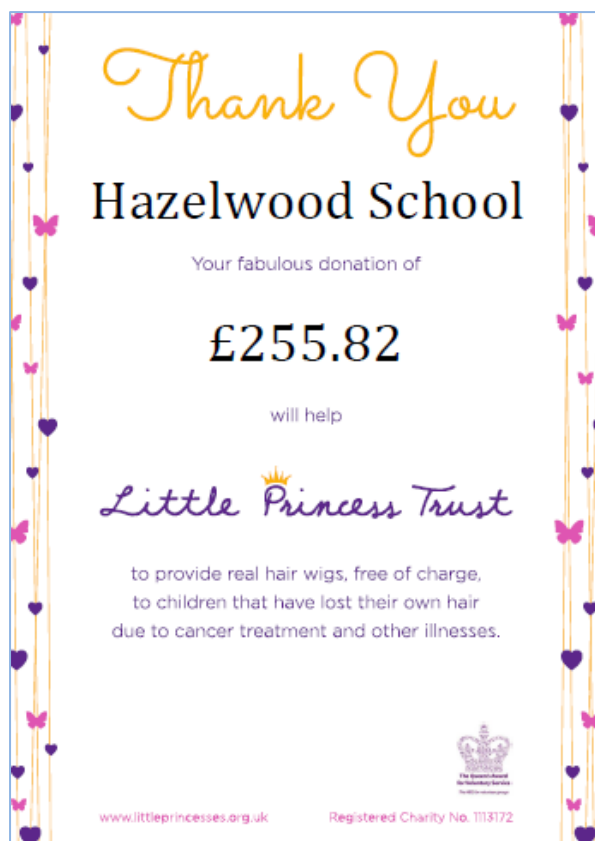 Thank You
Hazelwood School
Your fabulous donation of
£255.82
will help
Little Princess Trust
to provide real hair wigs, free of charge,
to children that have lost their own hair
due to cancer treatment and other illnesses.
The Queen's Award
for Voluntary Service
www.littleprincesses.org.uk
Registered Charity No. 1113172